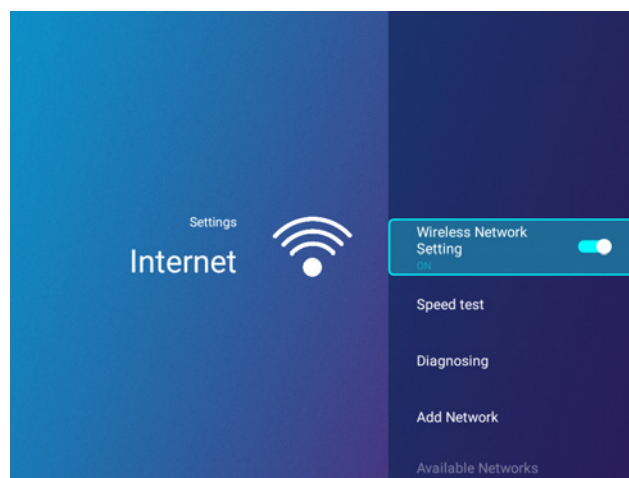 Settings
Internet
Wireless Network
Setting
ON
Speed test
Diagnosing
Add Network
Available Networks